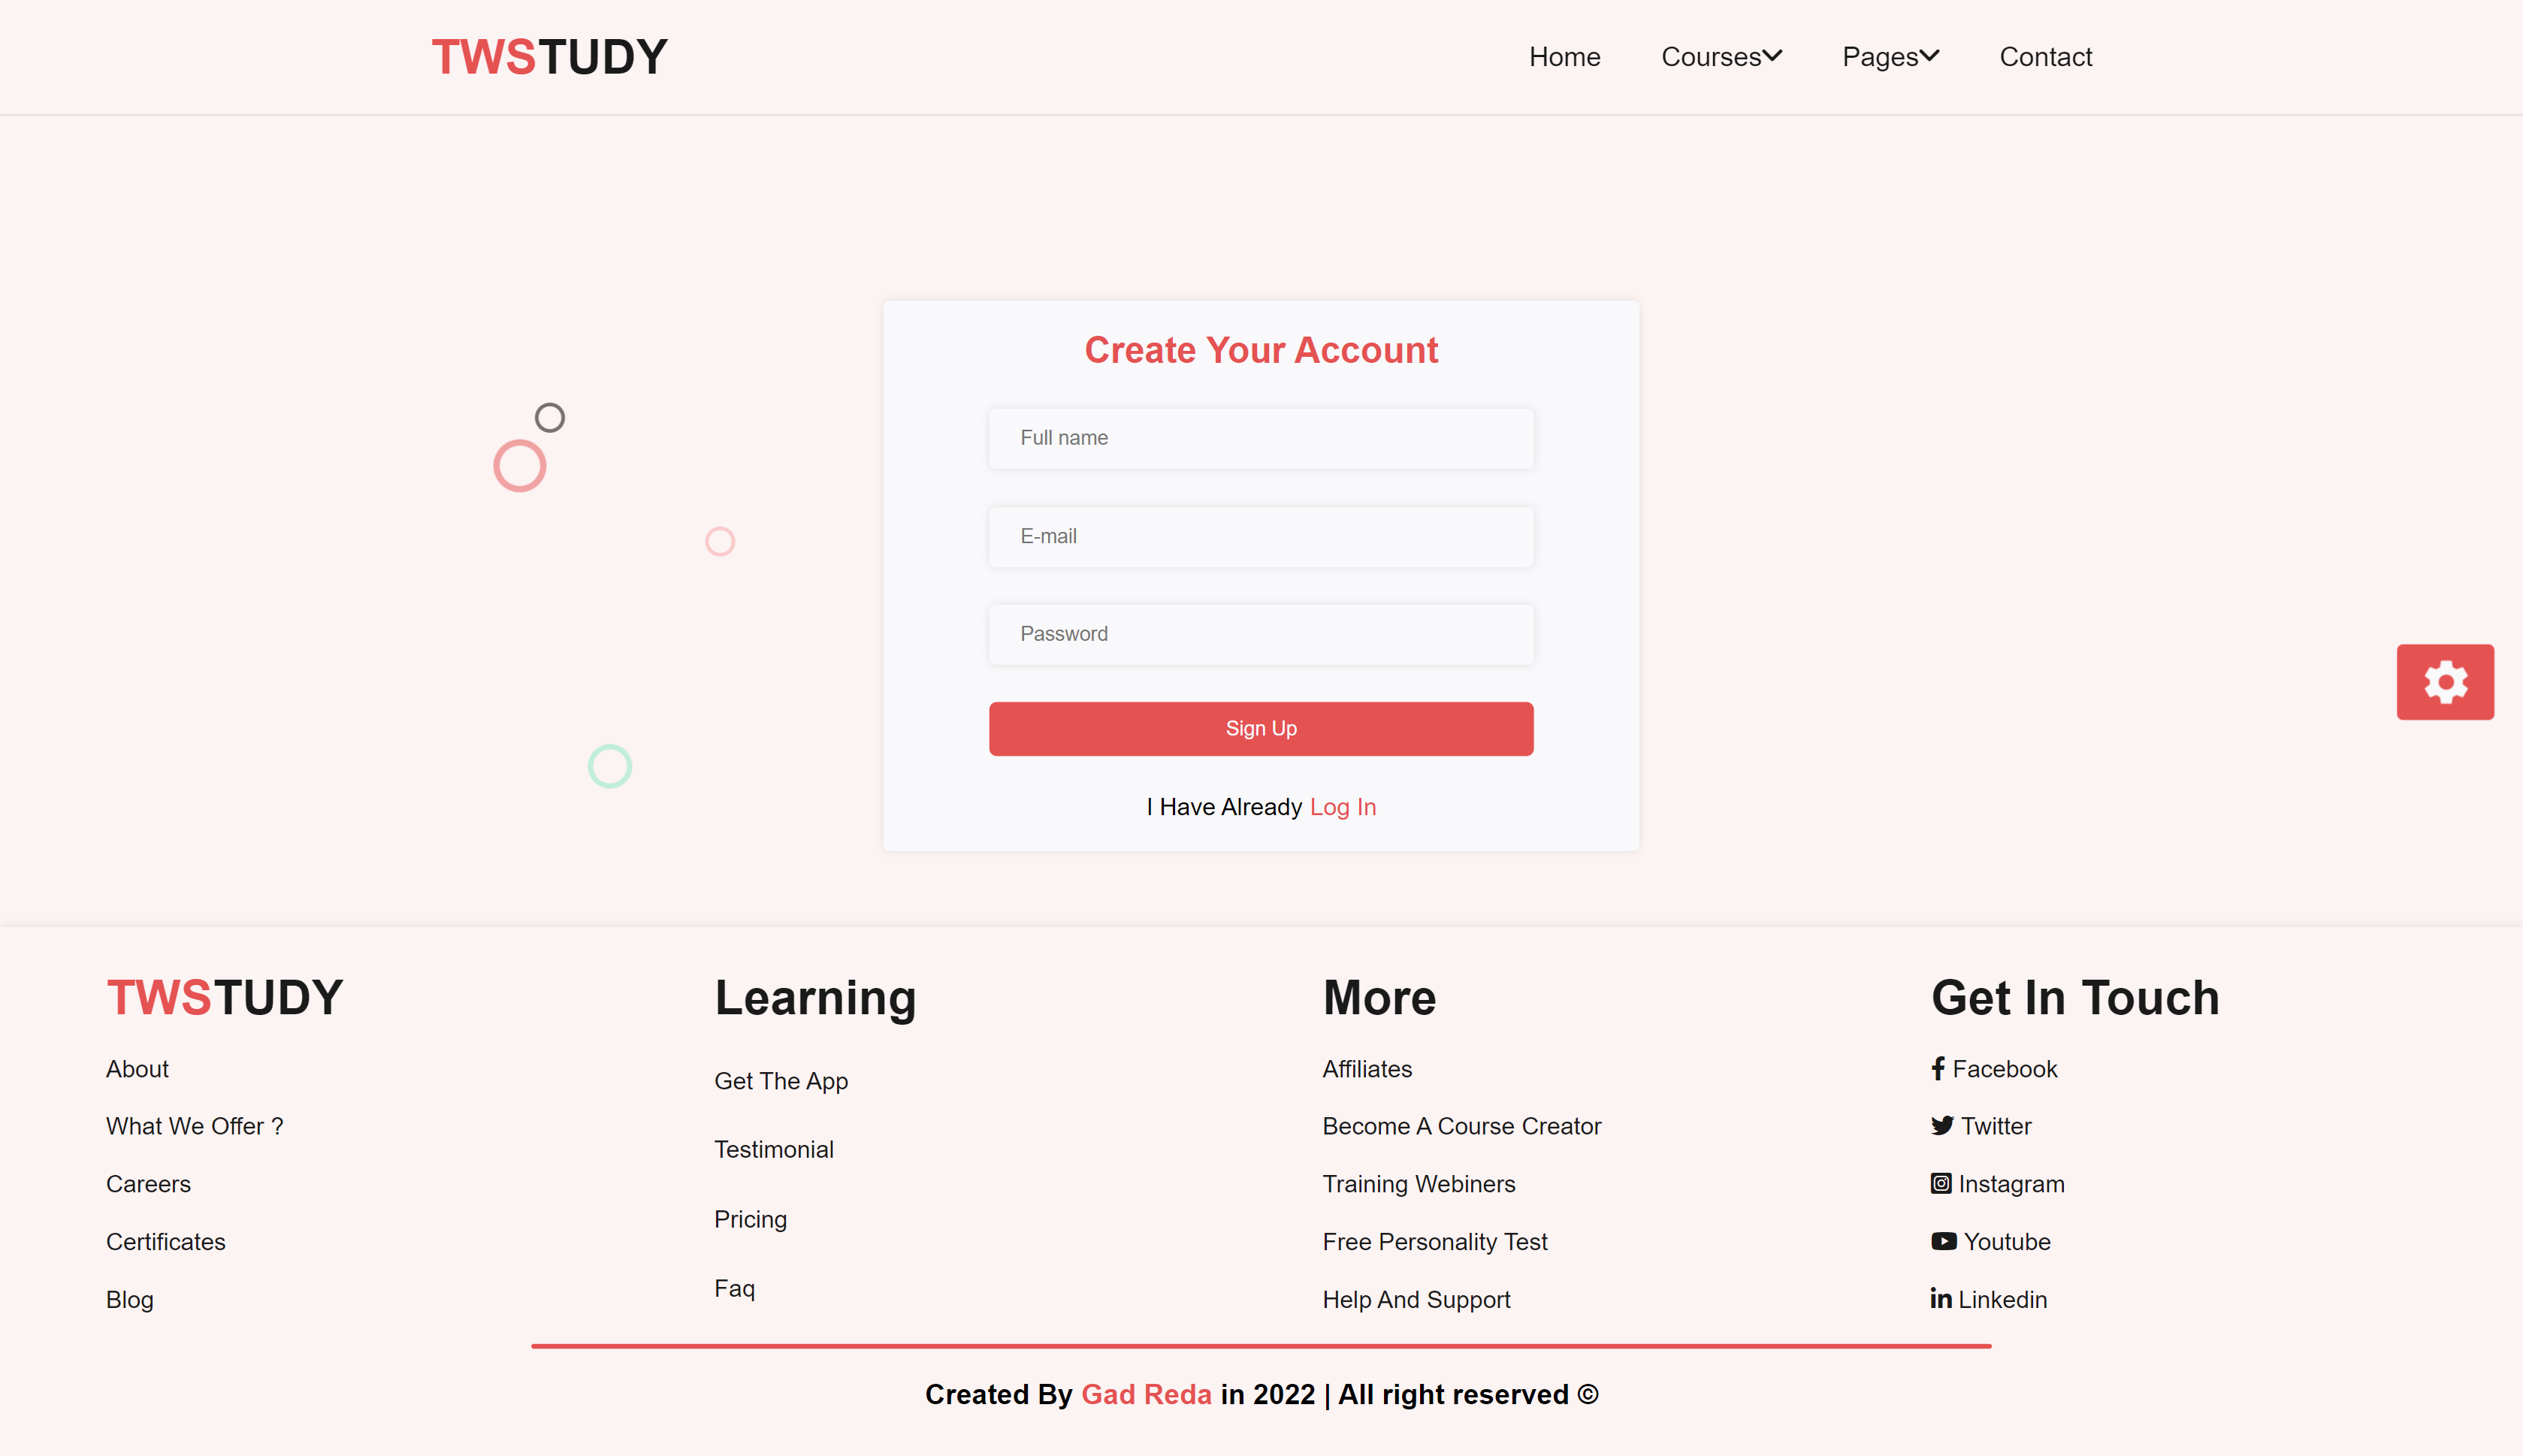 TWSTUDY
Home Courses Pages Contact
Create Your Account
Full name
E-mail
Password
Sign Up
I Have Already Log In
TWSTUDY
About
What We Offer ?
Careers
Certificates
Blog
Learning
Get The App
Testimonial
Pricing
Faq
More
Affiliates
Become A Course Creator
Training Webiners
Free Personality Test
Help And Support
Get In Touch
Facebook
Twitter
Instagram
Youtube
Linkedin
Created By Gad Reda in 2022 | All right reserved ©